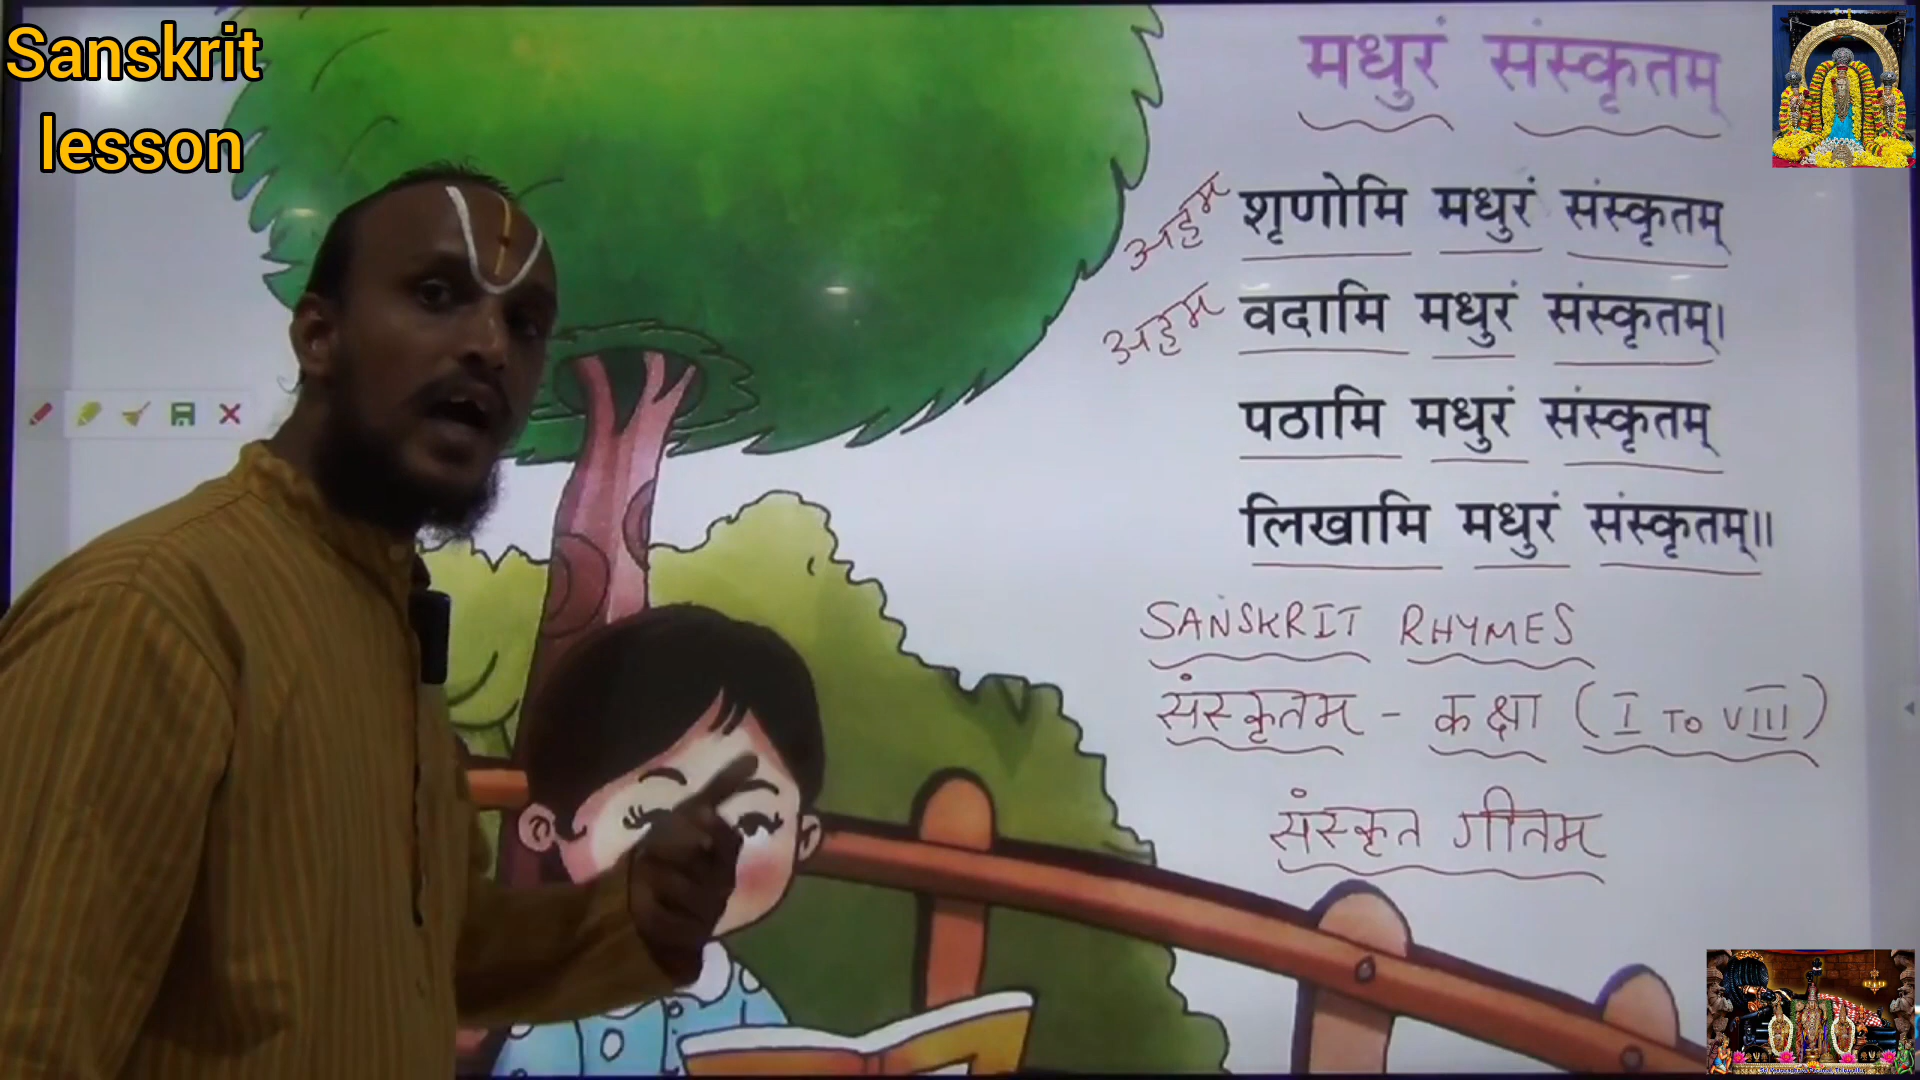 Sanskrit
lesson
मधुरं संस्कृतम्
अहम शृणोमि मधुरं संस्कृतम्
अहम वदामि मधुरं संस्कृतम्।
पठामि मधुरं संस्कृतम्
लिखामि मधुरं संस्कृतम्॥
SANSKRIT RHYMES
संस्कृतम - कक्षा (I TO VIII)
संस्कृत गीतम